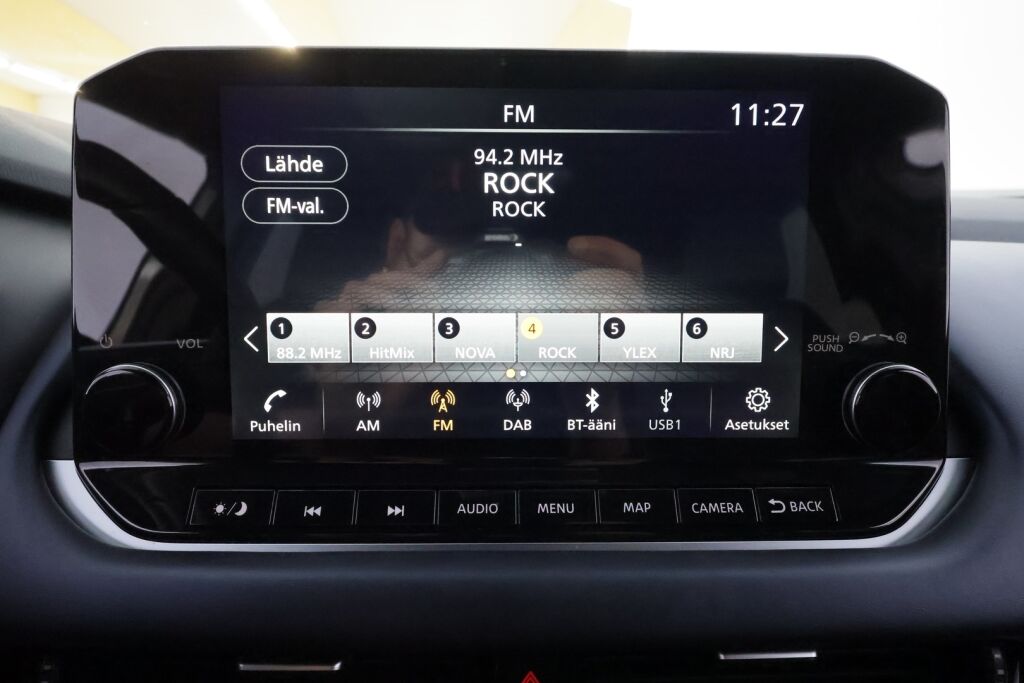 FM
11:27
Lähde
FM-val.
94.2 MHz
ROCK
ROCK
1 2 3 4 5 6
88.2 MHz HitMix NOVA ROCK YLEX NRJ
VOL
PUSH
SOUND
Puhelin AM FM DAB BT-ääni USB1 Asetukset
AUDIO MENU MAP CAMERA BACK